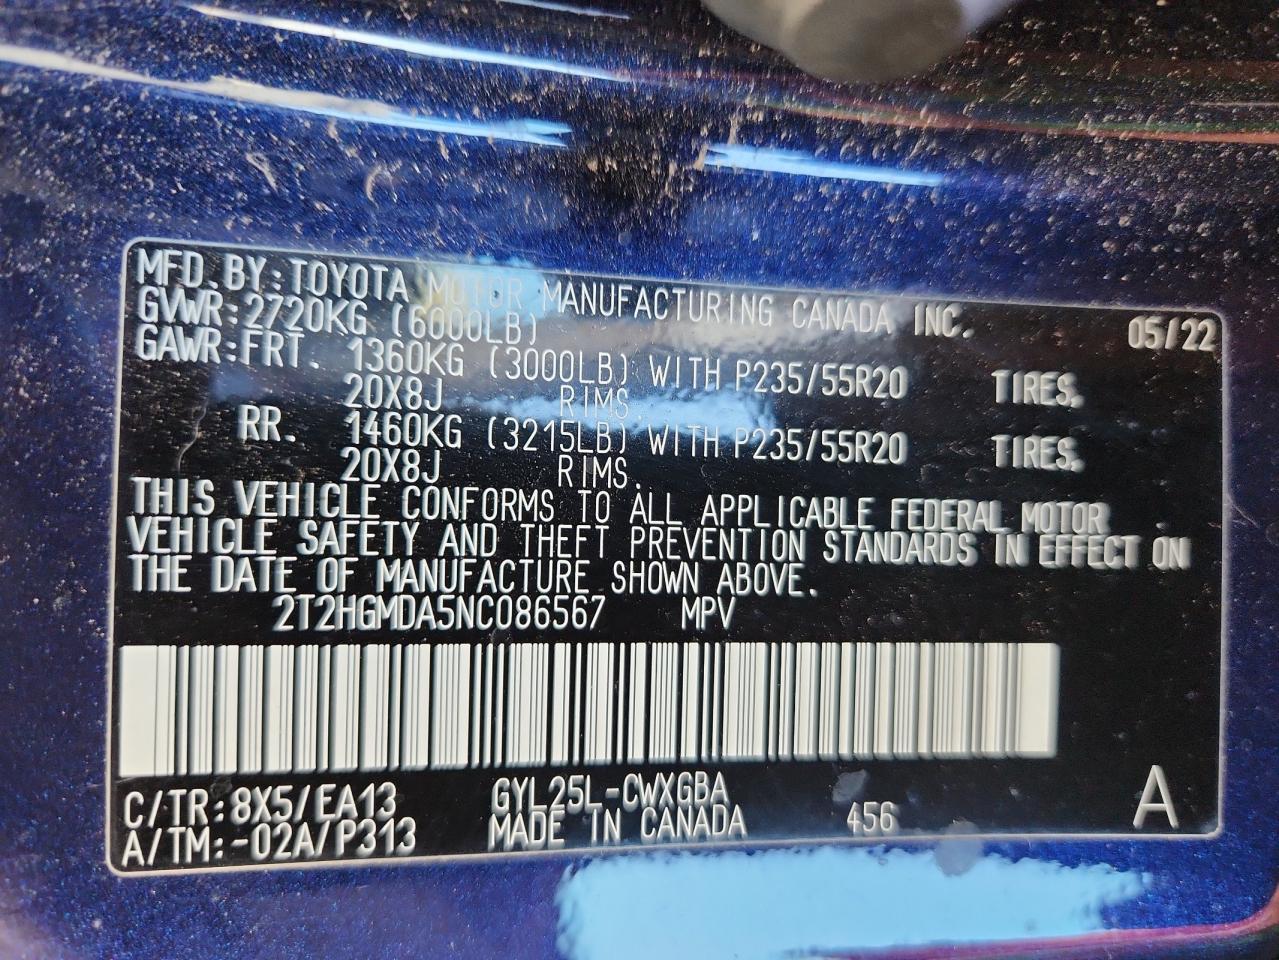 MFD.BY:TOYOTA MOTOR MANUFACTURING CANADA INC. 05/22
GVWR:2720KG (6000LB)
GAWR:FRT. 1360KG (3000LB) WITH P235/55R20 TIRES,
20X8J RIMS.
RR. 1460KG (3215LB) WITH P235/55R20 TIRES,
20X8J RIMS.
THIS VEHICLE CONFORMS TO ALL APPLICABLE FEDERAL MOTOR
VEHICLE SAFETY AND THEFT PREVENTION STANDARDS IN EFFECT ON
THE DATE OF MANUFACTURE SHOWN ABOVE.
2T2HGMDA5NC086567 MPV
C/TR:8X5/EA13 GYL25L-CWXGBA
A/TM:-02A/P313 MADE IN CANADA 456 A